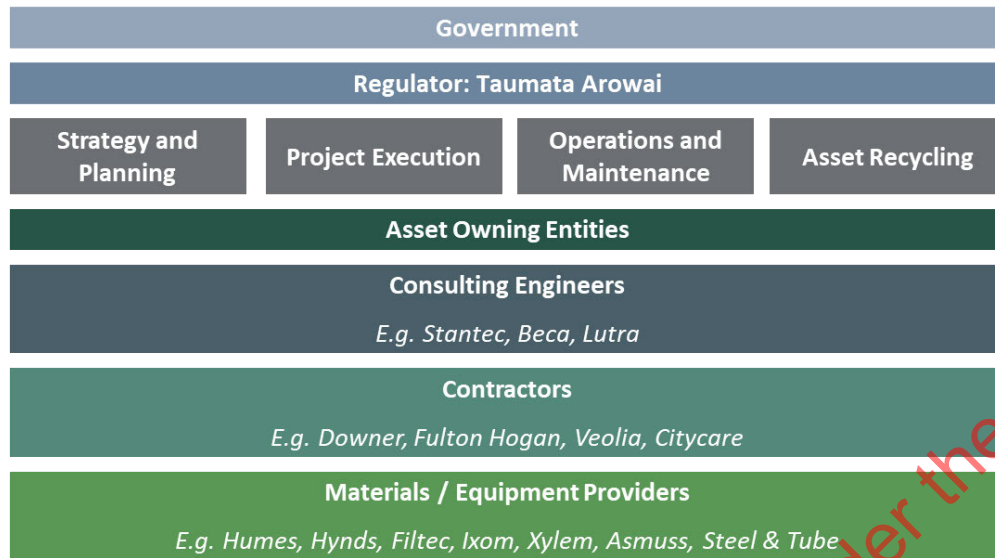 Government
Regulator: Taumata Arowai
Strategy and
Planning
Project Execution
Operations and
Maintenance
Asset Recycling
Asset Owning Entities
Consulting Engineers
E.g. Stantec, Beca, Lutra
Contractors
E.g. Downer, Fulton Hogan, Veolia, Citycare
Materials / Equipment Providers
E.g. Humes, Hynds, Filtec, Ixom, Xylem, Asmuss, Steel & Tube
the